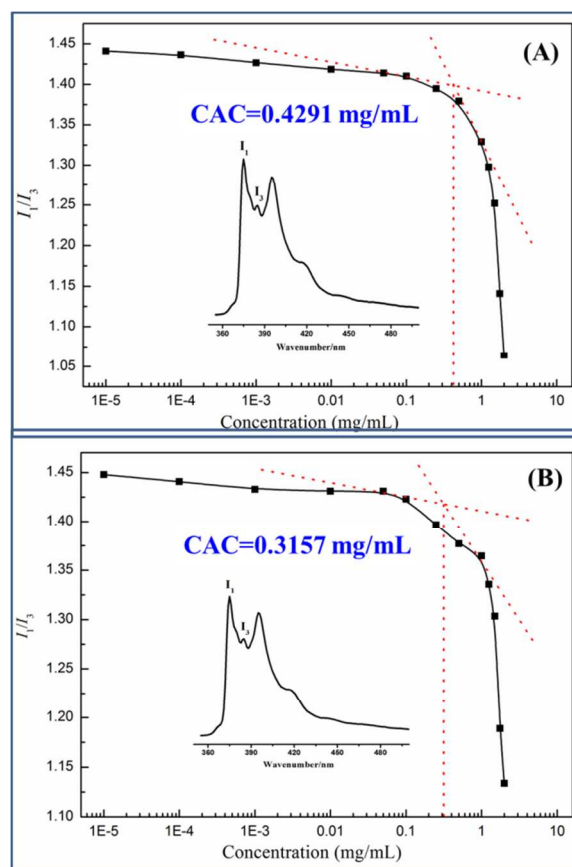 (A)
1.45
1.40
1.35
1.30
1.25
1.20
1.15
1.10
1.05
I1/I3
CAC=0.4291 mg/mL
I1
I3
360 390 420 450 480
Wavenumber/nm
1E-5 1E-4 1E-3 0.01 0.1 1 10
Concentration (mg/mL)
(B)
1.45
1.40
1.35
1.30
1.25
1.20
1.15
1.10
I1/I3
CAC=0.3157 mg/mL
I1
I3
360 390 420 450 480
Wavenumber/nm
1E-5 1E-4 1E-3 0.01 0.1 1 10
Concentration (mg/mL)